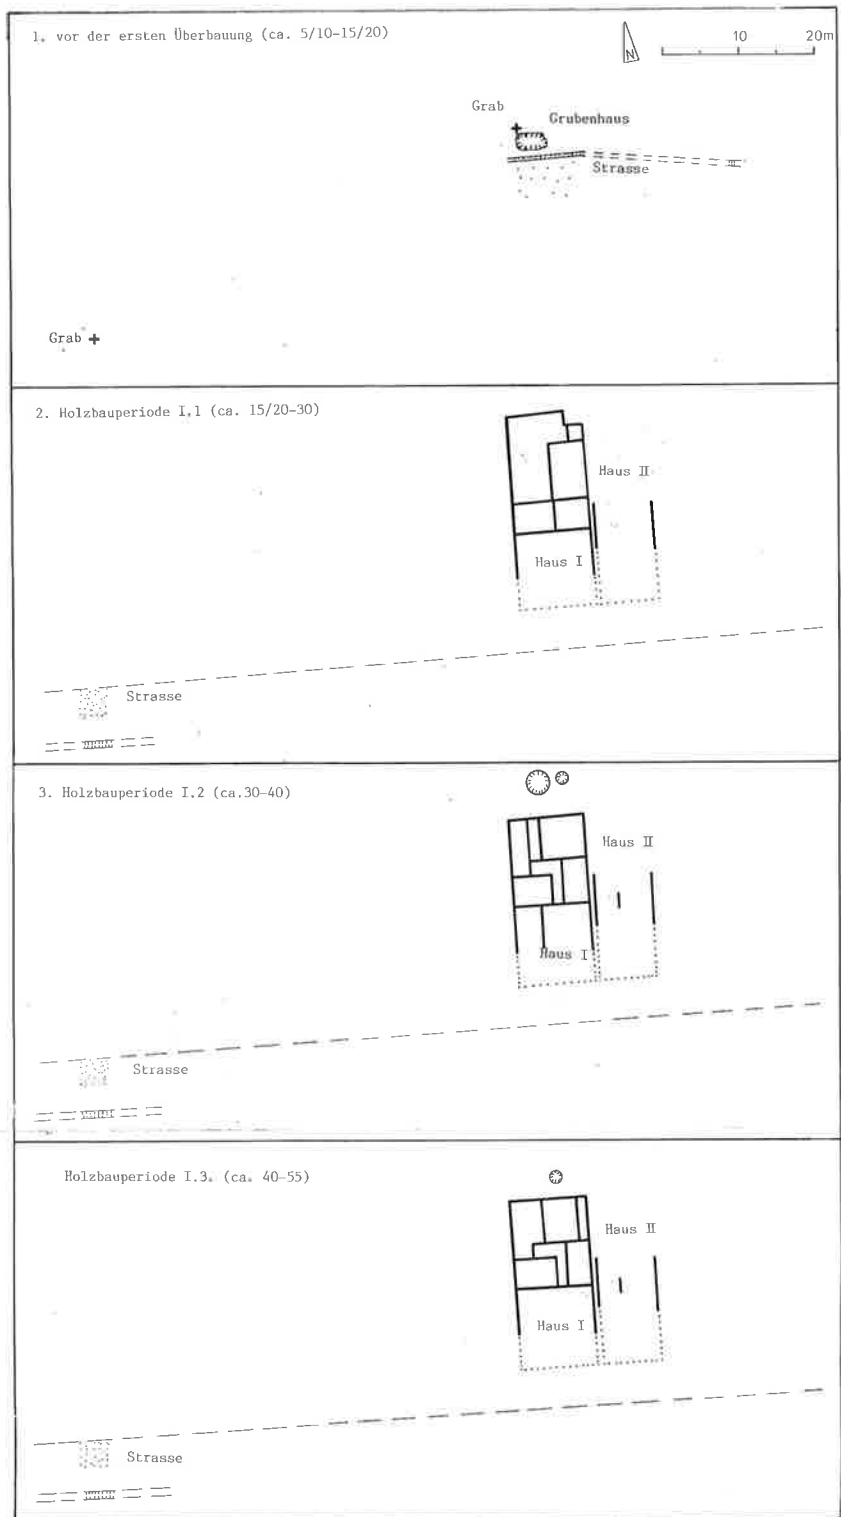 1. vor der ersten Überbauung (ca. 5/10-15/20)
N
10 20m
Grab
Grubenhaus
Strasse
Grab
2. Holzbauperiode I.1 (ca. 15/20-30)
Haus II
Haus I
Strasse
3. Holzbauperiode I.2 (ca.30-40)
Haus II
Haus I
Strasse
Holzbauperiode I.3. (ca. 40-55)
Haus II
Haus I
Strasse